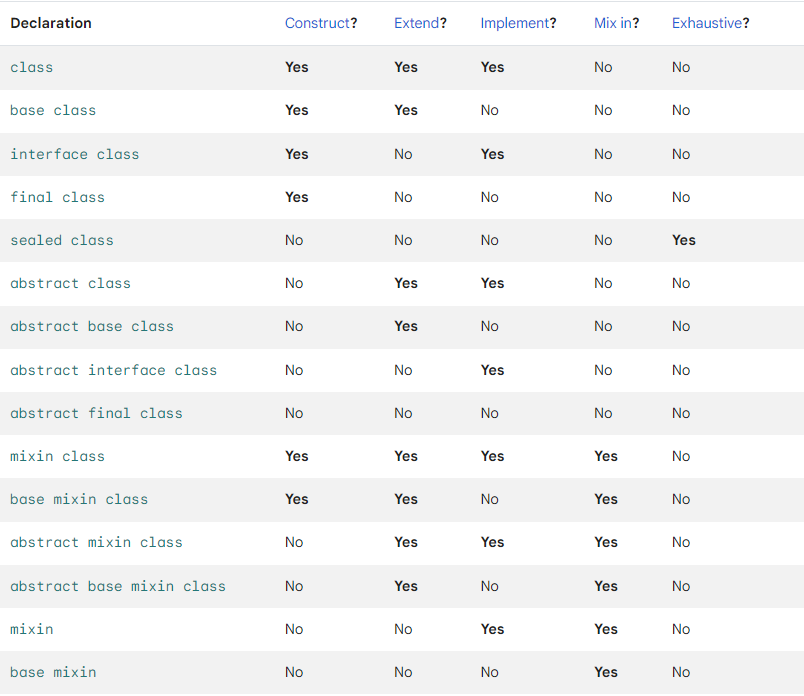 Declaration Construct? Extend? Implement? Mix in? Exhaustive?
class Yes Yes Yes No No
base class Yes Yes No No No
interface class Yes No Yes No No
final class Yes No No No No
sealed class No No No No Yes
abstract class No Yes Yes No No
abstract base class No Yes No No No
abstract interface class No No Yes No No
abstract final class No No No No No
mixin class Yes Yes Yes Yes No
base mixin class Yes Yes No Yes No
abstract mixin class No Yes Yes Yes No
abstract base mixin class No Yes No Yes No
mixin No No Yes Yes No
base mixin No No No Yes No